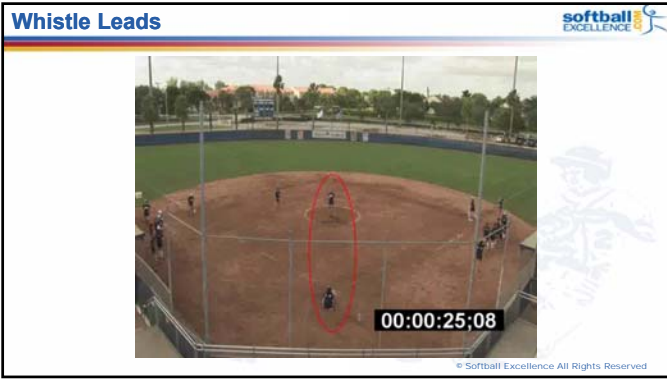 Whistle Leads
softball
EXCELLENCE
.COM
00:00:25;08
© Softball Excellence All Rights Reserved